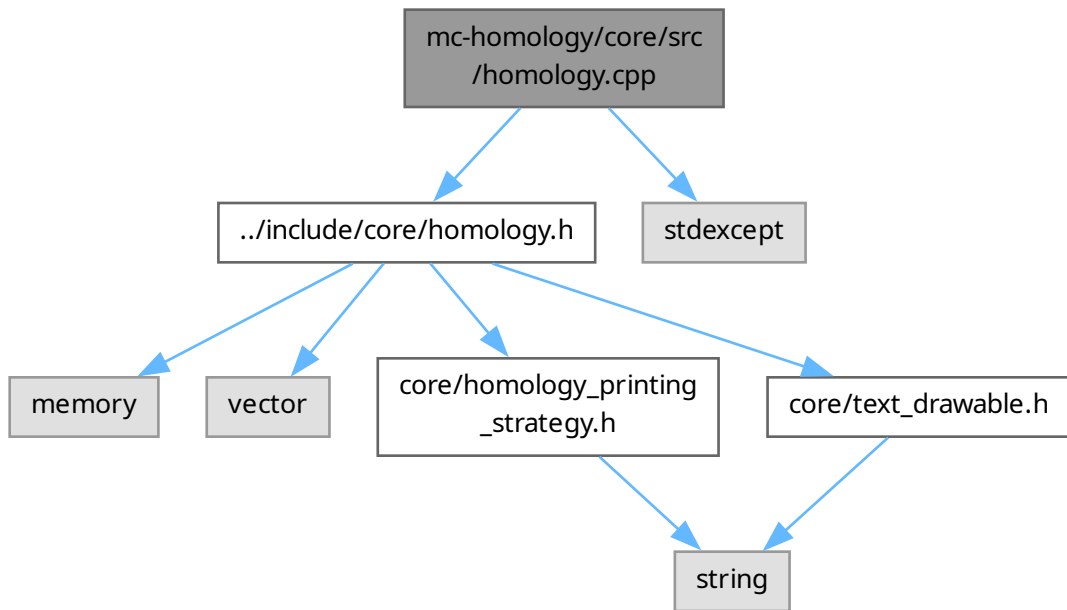 mc-homology/core/src
/homology.cpp
../include/core/homology.h
stdexcept
memory
vector
core/homology_printing
_strategy.h
core/text_drawable.h
string